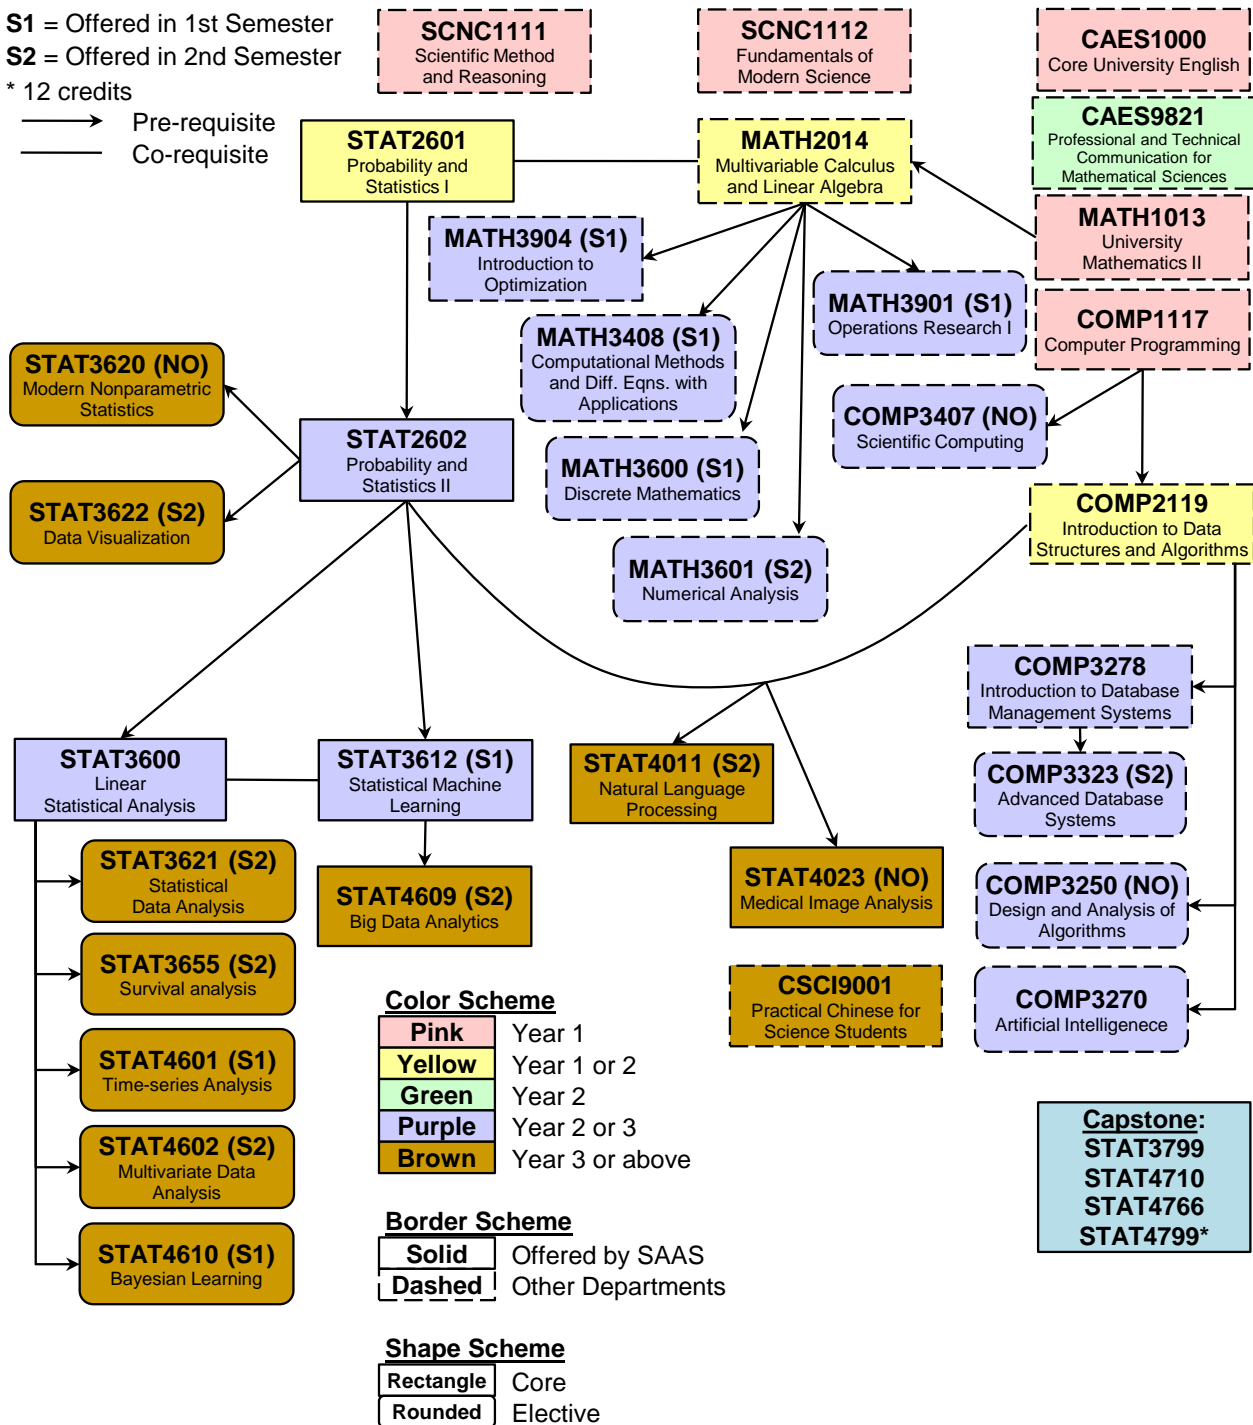 S1 = Offered in 1st Semester
S2 = Offered in 2nd Semester
* 12 credits
Pre-requisite
Co-requisite
SCNC1111
Scientific Method
and Reasoning
SCNC1112
Fundamentals of
Modern Science
CAES1000
Core University English
CAES9821
Professional and Technical
Communication for
Mathematical Sciences
STAT2601
Probability and
Statistics I
MATH2014
Multivariable Calculus
and Linear Algebra
MATH1013
University
Mathematics II
MATH3904 (S1)
Introduction to
Optimization
MATH3901 (S1)
Operations Research I
COMP1117
Computer Programming
MATH3408 (S1)
Computational Methods
and Diff. Eqns. with
Applications
STAT3620 (NO)
Modern Nonparametric
Statistics
COMP3407 (NO)
Scientific Computing
STAT2602
Probability and
Statistics II
MATH3600 (S1)
Discrete Mathematics
STAT3622 (S2)
Data Visualization
COMP2119
Introduction to Data
Structures and Algorithms
MATH3601 (S2)
Numerical Analysis
COMP3278
Introduction to Database
Management Systems
STAT3600
Linear
Statistical Analysis
STAT3612 (S1)
Statistical Machine
Learning
STAT4011 (S2)
Natural Language
Processing
COMP3323 (S2)
Advanced Database
Systems
STAT3621 (S2)
Statistical
Data Analysis
STAT4609 (S2)
Big Data Analytics
STAT4023 (NO)
Medical Image Analysis
COMP3250 (NO)
Design and Analysis of
Algorithms
STAT3655 (S2)
Survival analysis
CSCI9001
Practical Chinese for
Science Students
COMP3270
Artificial Intelligenece
STAT4601 (S1)
Time-series Analysis
STAT4602 (S2)
Multivariate Data
Analysis
STAT4610 (S1)
Bayesian Learning
Color Scheme
Pink Year 1
Yellow Year 1 or 2
Green Year 2
Purple Year 2 or 3
Brown Year 3 or above
Border Scheme
Solid Offered by SAAS
Dashed Other Departments
Shape Scheme
Rectangle Core
Rounded Elective
Capstone:
STAT3799
STAT4710
STAT4766
STAT4799*